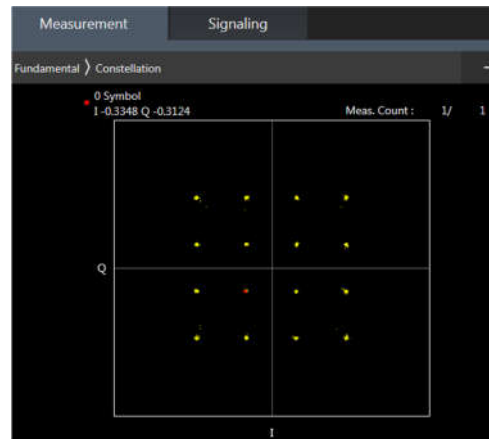 Measurement Signaling
Fundamental 〉 Constellation
0 Symbol
I -0.3348 Q -0.3124 Meas. Count : 1/ 1
Q
I